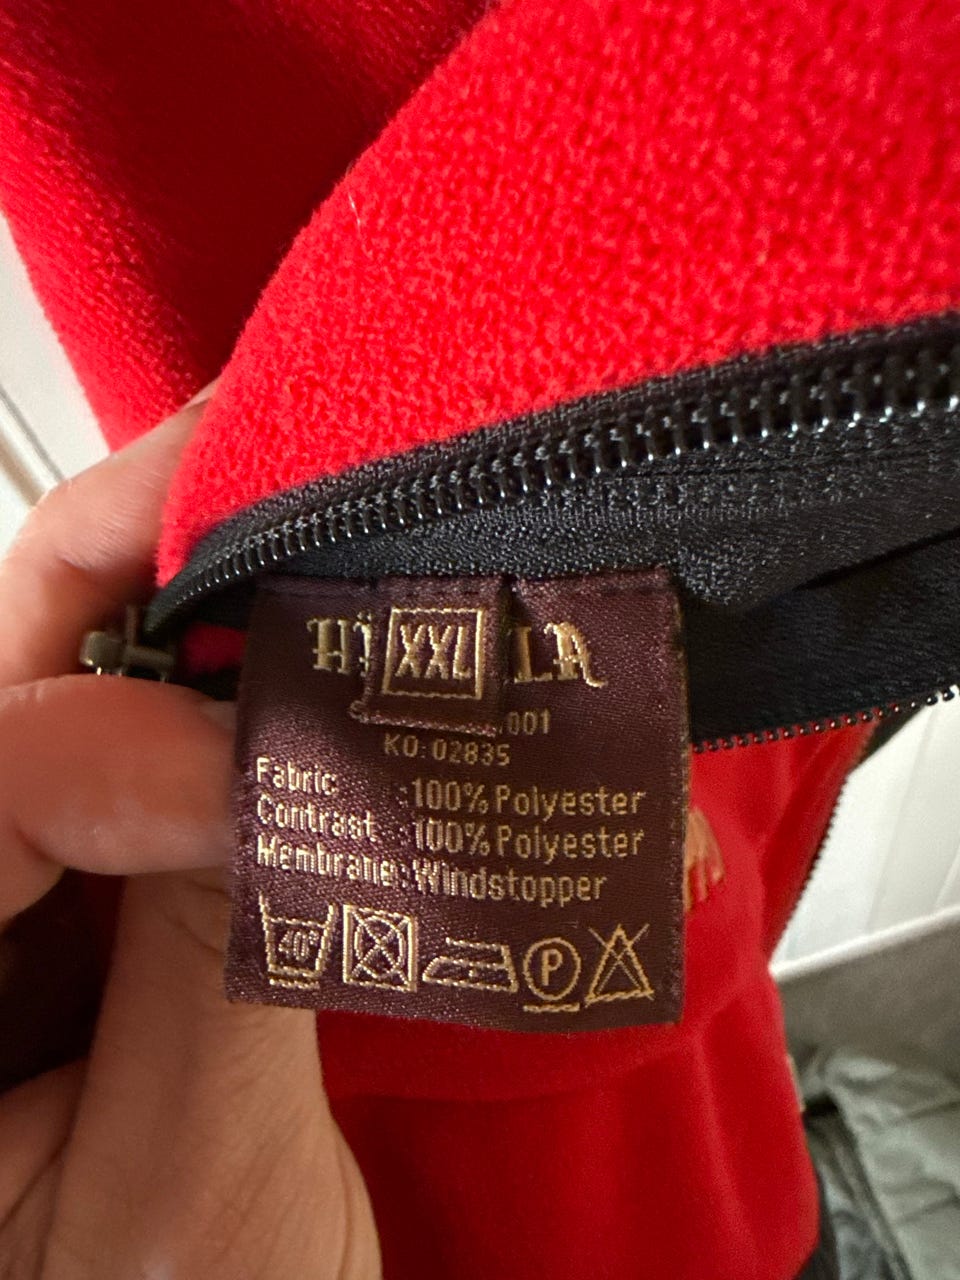 XXL
001
KO: 02835
Fabric :100% Polyester
Contrast :100% Polyester
Membrane: Windstopper
40° P